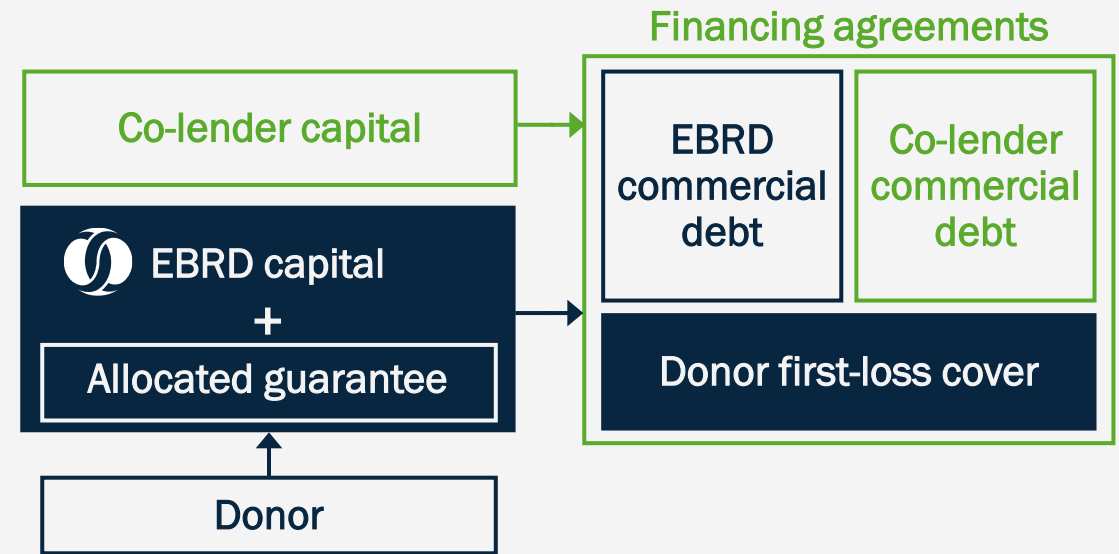 Financing agreements
Co-lender capital
EBRD capital
+
Allocated guarantee
Donor
EBRD
commercial
debt
Co-lender
commercial
debt
Donor first-loss cover